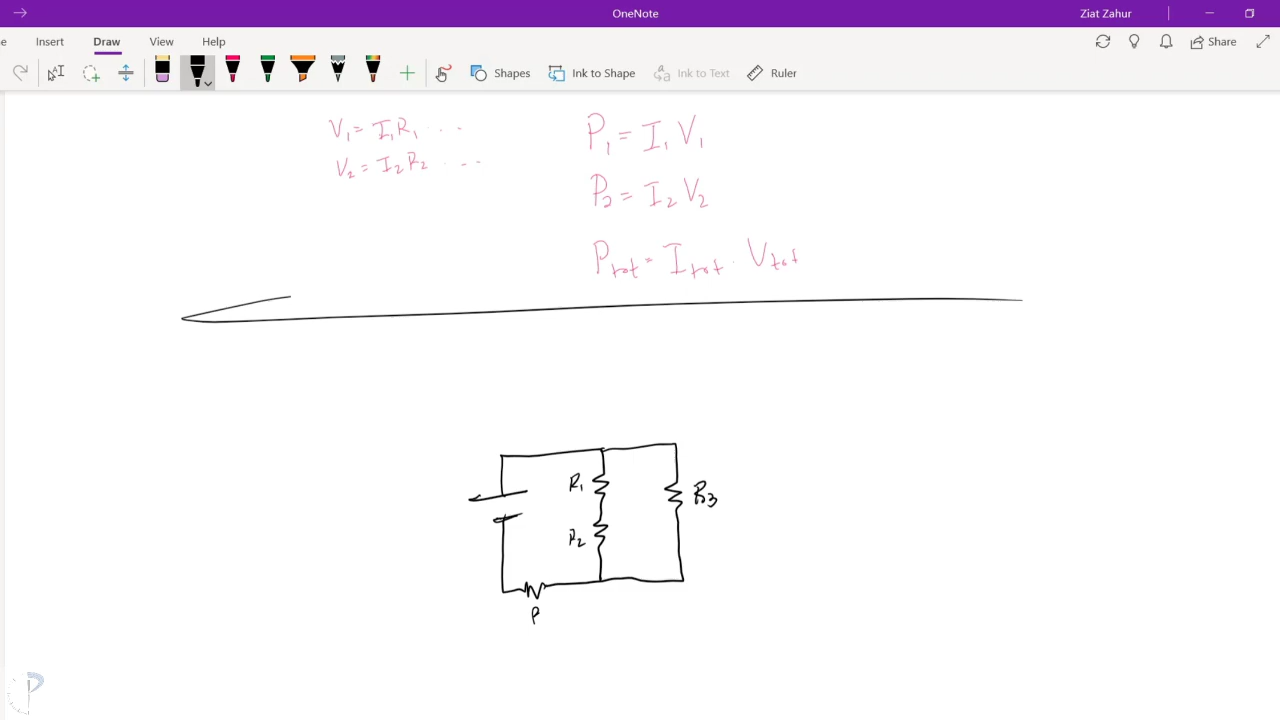 OneNote
Ziat Zahur
Insert Draw View Help
Share
Shapes Ink to Shape Ink to Text Ruler
V₁ = I₁R₁ ...
V₂ = I₂R₂ ...
P₁ = I₁ V₁
P₂ = I₂ V₂
Ptot = Itot · Vtot
R₁
R₃
R₂